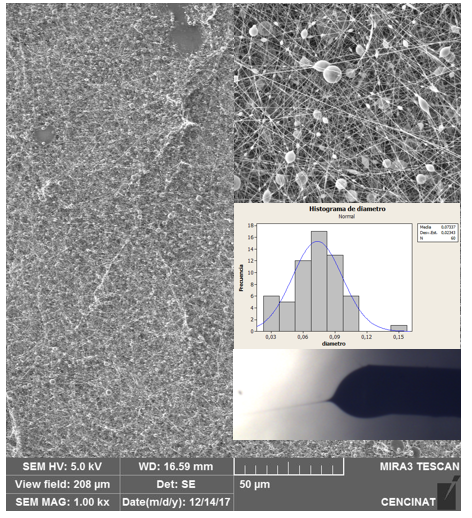 Histograma de diametro
Normal
Media 0,07337
Desv.Est. 0,02343
N 60
Frecuencia
18
16
14
12
10
8
6
4
2
0
0,03 0,06 0,09 0,12 0,15
diametro
SEM HV: 5.0 kV WD: 16.59 mm MIRA3 TESCAN
View field: 208 µm Det: SE 50 µm
SEM MAG: 1.00 kx Date(m/d/y): 12/14/17 CENCINAT